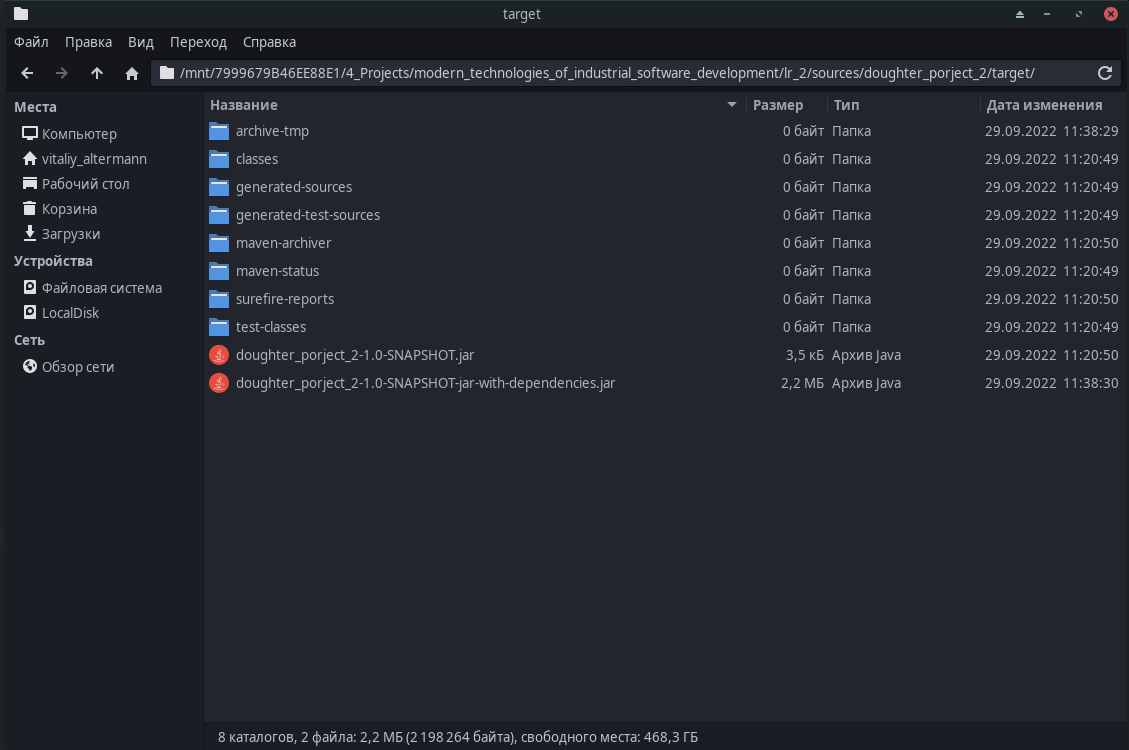 target
Файл Правка Вид Переход Справка
/mnt/7999679B46EE88E1/4_Projects/modern_technologies_of_industrial_software_development/lr_2/sources/doughter_porject_2/target/
Места
Компьютер
vitaliy_altermann
Рабочий стол
Корзина
Загрузки
Устройства
Файловая система
LocalDisk
Сеть
Обзор сети
Название Размер Тип Дата изменения
archive-tmp 0 байт Папка 29.09.2022 11:38:29
classes 0 байт Папка 29.09.2022 11:20:49
generated-sources 0 байт Папка 29.09.2022 11:20:49
generated-test-sources 0 байт Папка 29.09.2022 11:20:49
maven-archiver 0 байт Папка 29.09.2022 11:20:50
maven-status 0 байт Папка 29.09.2022 11:20:49
surefire-reports 0 байт Папка 29.09.2022 11:20:50
test-classes 0 байт Папка 29.09.2022 11:20:49
doughter_porject_2-1.0-SNAPSHOT.jar 3,5 кБ Архив Java 29.09.2022 11:20:50
doughter_porject_2-1.0-SNAPSHOT-jar-with-dependencies.jar 2,2 МБ Архив Java 29.09.2022 11:38:30
8 каталогов, 2 файла: 2,2 МБ (2 198 264 байта), свободного места: 468,3 ГБ